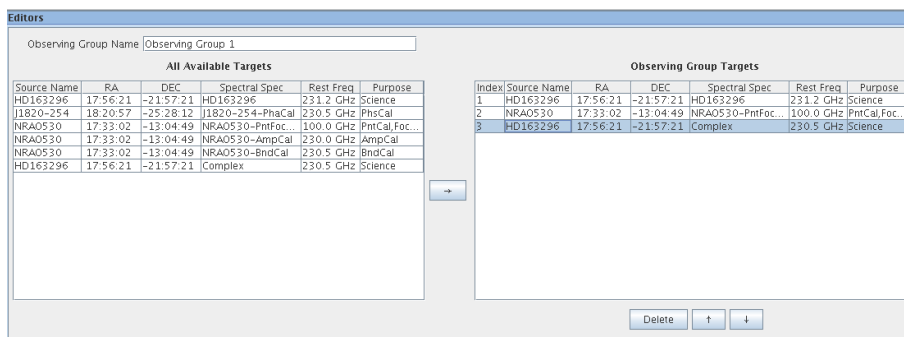 Editors
Observing Group Name Observing Group 1
All Available Targets
Source Name RA DEC Spectral Spec Rest Freq Purpose
HD163296 17:56:21 -21:57:21 HD163296 231.2 GHz Science
J1820-254 18:20:57 -25:28:12 J1820-254-PhaCal 230.5 GHz PhsCal
NRAO530 17:33:02 -13:04:49 NRAO530-PntFoc... 100.0 GHz PntCal,Foc...
NRAO530 17:33:02 -13:04:49 NRAO530-AmpCal 230.0 GHz AmpCal
NRAO530 17:33:02 -13:04:49 NRAO530-BndCal 230.5 GHz BndCal
HD163296 17:56:21 -21:57:21 Complex 230.5 GHz Science
→
Observing Group Targets
Index Source Name RA DEC Spectral Spec Rest Freq Purpose
1 HD163296 17:56:21 -21:57:21 HD163296 231.2 GHz Science
2 NRAO530 17:33:02 -13:04:49 NRAO530-PntFoc... 100.0 GHz PntCal,Foc...
3 HD163296 17:56:21 -21:57:21 Complex 230.5 GHz Science
Delete ↑ ↓